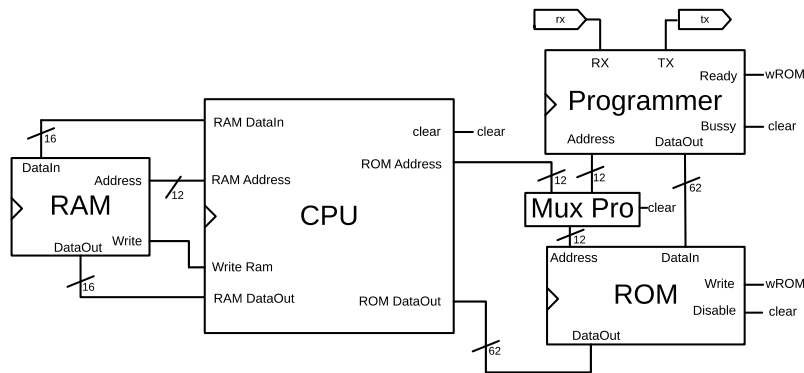 rx
tx
RX
TX
Ready
wROM
Programmer
Bussy
clear
Address
DataOut
12
12
62
Mux Pro
clear
12
Address
DataIn
ROM
Write
wROM
Disable
clear
DataOut
62
RAM DataIn
clear
clear
ROM Address
RAM Address
CPU
Write Ram
RAM DataOut
ROM DataOut
16
DataIn
Address
12
RAM
Write
DataOut
16